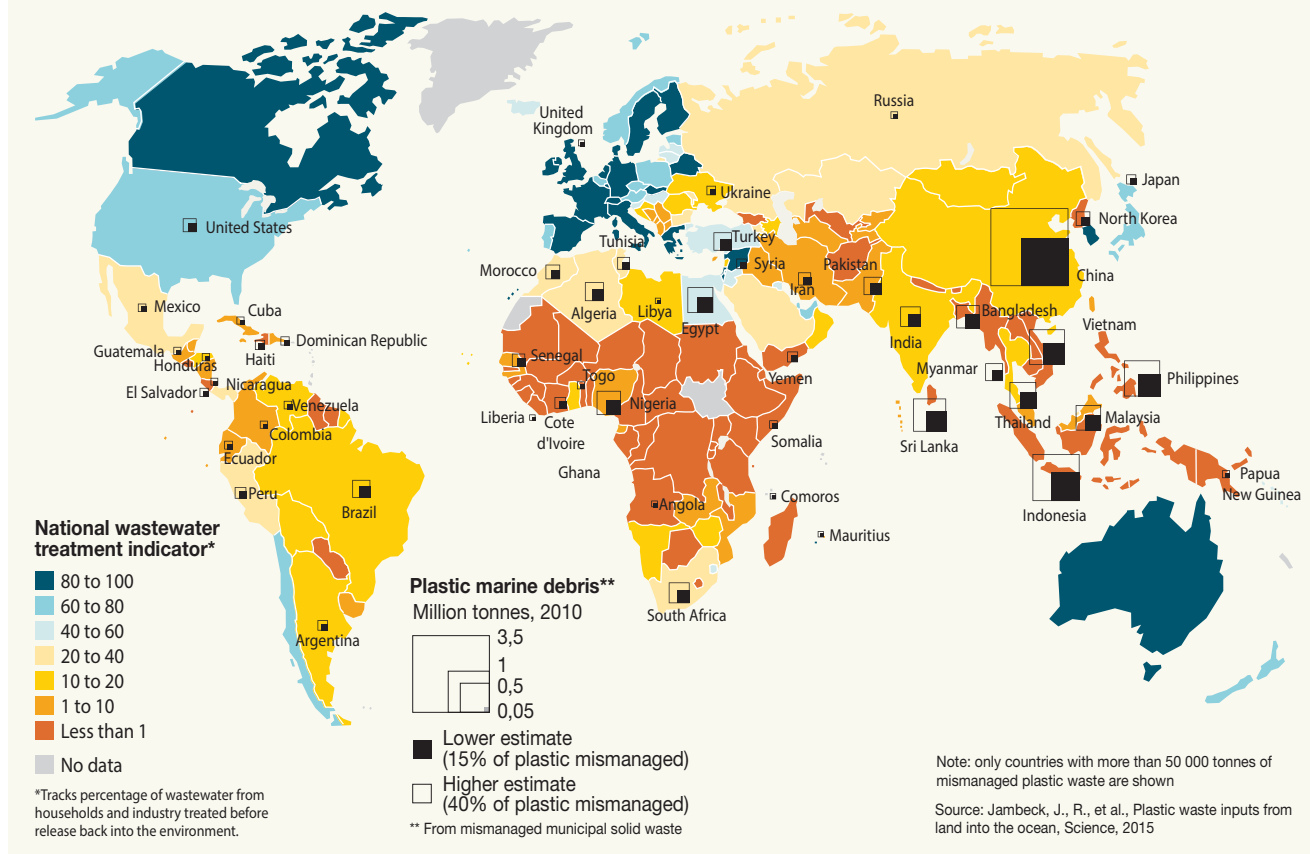 Russia
United
Kingdom
Ukraine
Japan
North Korea
United States
Tunisia
Turkey
Morocco
Syria
Pakistan
Iran
China
Mexico
Cuba
Algeria
Libya
Egypt
Bangladesh
Dominican Republic
Guatemala
Haiti
Honduras
India
Vietnam
Senegal
Myanmar
El Salvador
Nicaragua
Togo
Yemen
Philippines
Venezuela
Nigeria
Liberia
Cote
d'Ivoire
Colombia
Thailand
Malaysia
Somalia
Sri Lanka
Ecuador
Ghana
Papua
New Guinea
Peru
Brazil
Angola
Comoros
Indonesia
Mauritius
South Africa
Argentina
National wastewater
treatment indicator*
80 to 100
60 to 80
40 to 60
20 to 40
10 to 20
1 to 10
Less than 1
No data
*Tracks percentage of wastewater from
households and industry treated before
release back into the environment.
Plastic marine debris**
Million tonnes, 2010
3,5
1
0,5
0,05
Lower estimate
(15% of plastic mismanaged)
Higher estimate
(40% of plastic mismanaged)
** From mismanaged municipal solid waste
Note: only countries with more than 50 000 tonnes of
mismanaged plastic waste are shown
Source: Jambeck, J., R., et al., Plastic waste inputs from
land into the ocean, Science, 2015